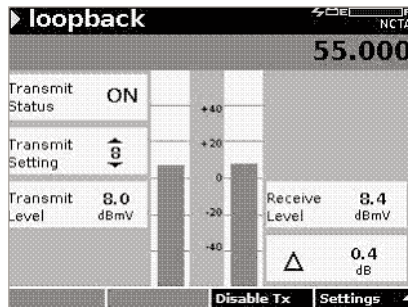 loopback
NCTA
55.000
Transmit Status
ON
Transmit Setting
8
Transmit Level
8.0
dBmV
+40
+20
0
-20
-40
Receive Level
8.4
dBmV
Δ
0.4
dB
Disable Tx
Settings